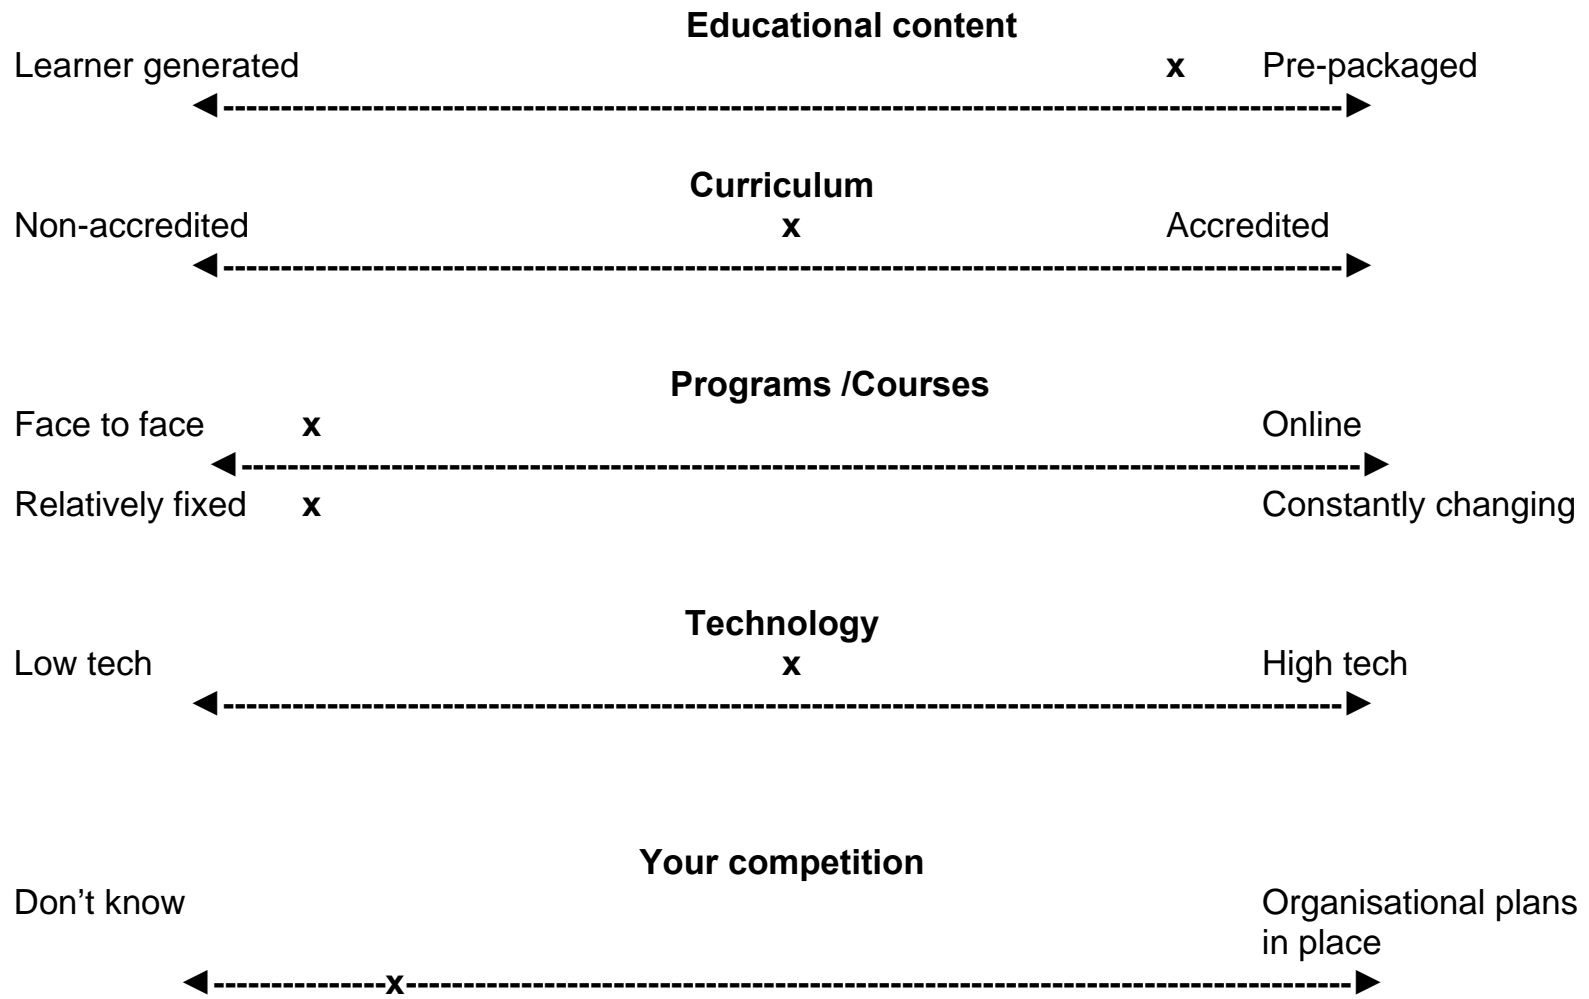 Educational content
Learner generated x Pre-packaged
◄--------------------------------------------------------------------------------------------------►
Curriculum
Non-accredited x Accredited
◄--------------------------------------------------------------------------------------------------►
Programs /Courses
Face to face x Online
◄--------------------------------------------------------------------------------------------------►
Relatively fixed x Constantly changing
Technology
Low tech x High tech
◄--------------------------------------------------------------------------------------------------►
Your competition
Don’t know Organisational plans
in place
◄---------------x-----------------------------------------------------------------------------------►